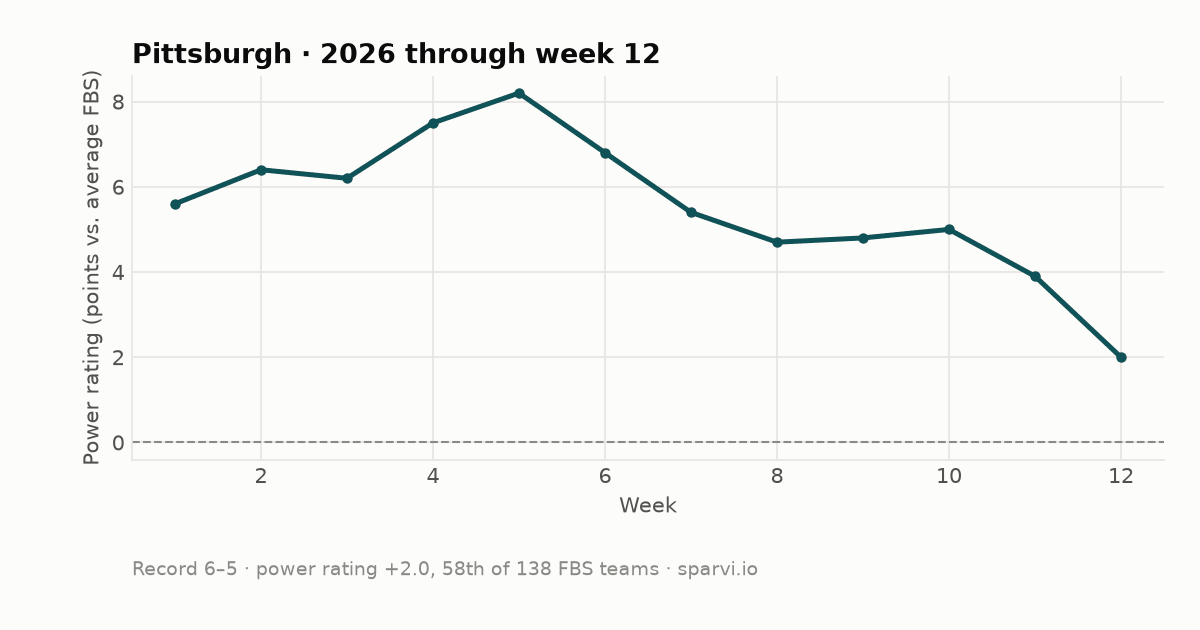 Pittsburgh · 2026 through week 12
Power rating (points vs. average FBS)
8
6
4
2
0
2 4 6 8 10 12
Week
Record 6–5 · power rating +2.0, 58th of 138 FBS teams · sparvi.io